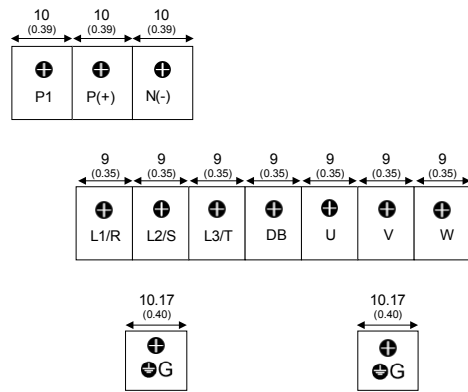 10 10 10
(0.39) (0.39) (0.39)
P1 P(+) N(-)
9 9 9 9 9 9 9
(0.35) (0.35) (0.35) (0.35) (0.35) (0.35) (0.35)
L1/R L2/S L3/T DB U V W
10.17 10.17
(0.40) (0.40)
G G